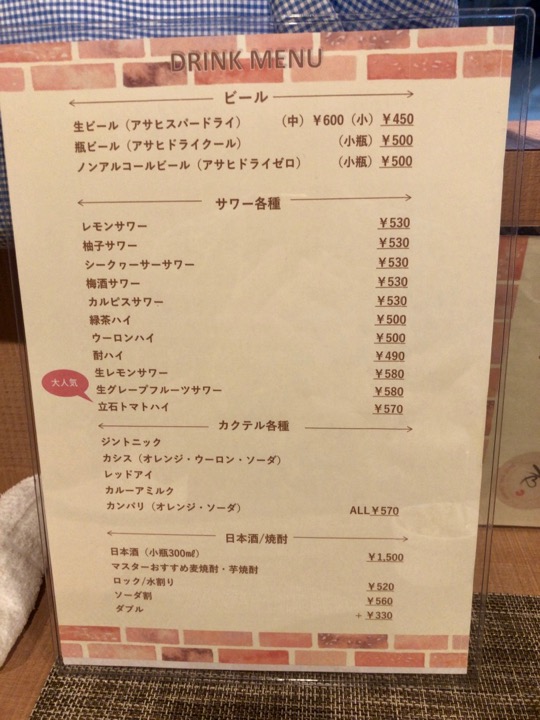 DRINK MENU
ビール
生ビール（アサヒスパードライ） （中）￥600（小）￥450
瓶ビール（アサヒドライクール） （小瓶）￥500
ノンアルコールビール（アサヒドライゼロ） （小瓶）￥500
サワー各種
レモンサワー ￥530
柚子サワー ￥530
シークヮーサーサワー ￥530
梅酒サワー ￥530
カルピスサワー ￥530
緑茶ハイ ￥500
ウーロンハイ ￥500
酎ハイ ￥490
生レモンサワー ￥580
大人気
生グレープフルーツサワー ￥580
立石トマトハイ ￥570
カクテル各種
ジントニック
カシス（オレンジ・ウーロン・ソーダ）
レッドアイ
カルーアミルク
カンパリ（オレンジ・ソーダ） ALL￥570
日本酒/焼酎
日本酒（小瓶300㎖） ￥1,500
マスターおすすめ麦焼酎・芋焼酎
ロック/水割り ￥520
ソーダ割 ￥560
ダブル ＋￥330